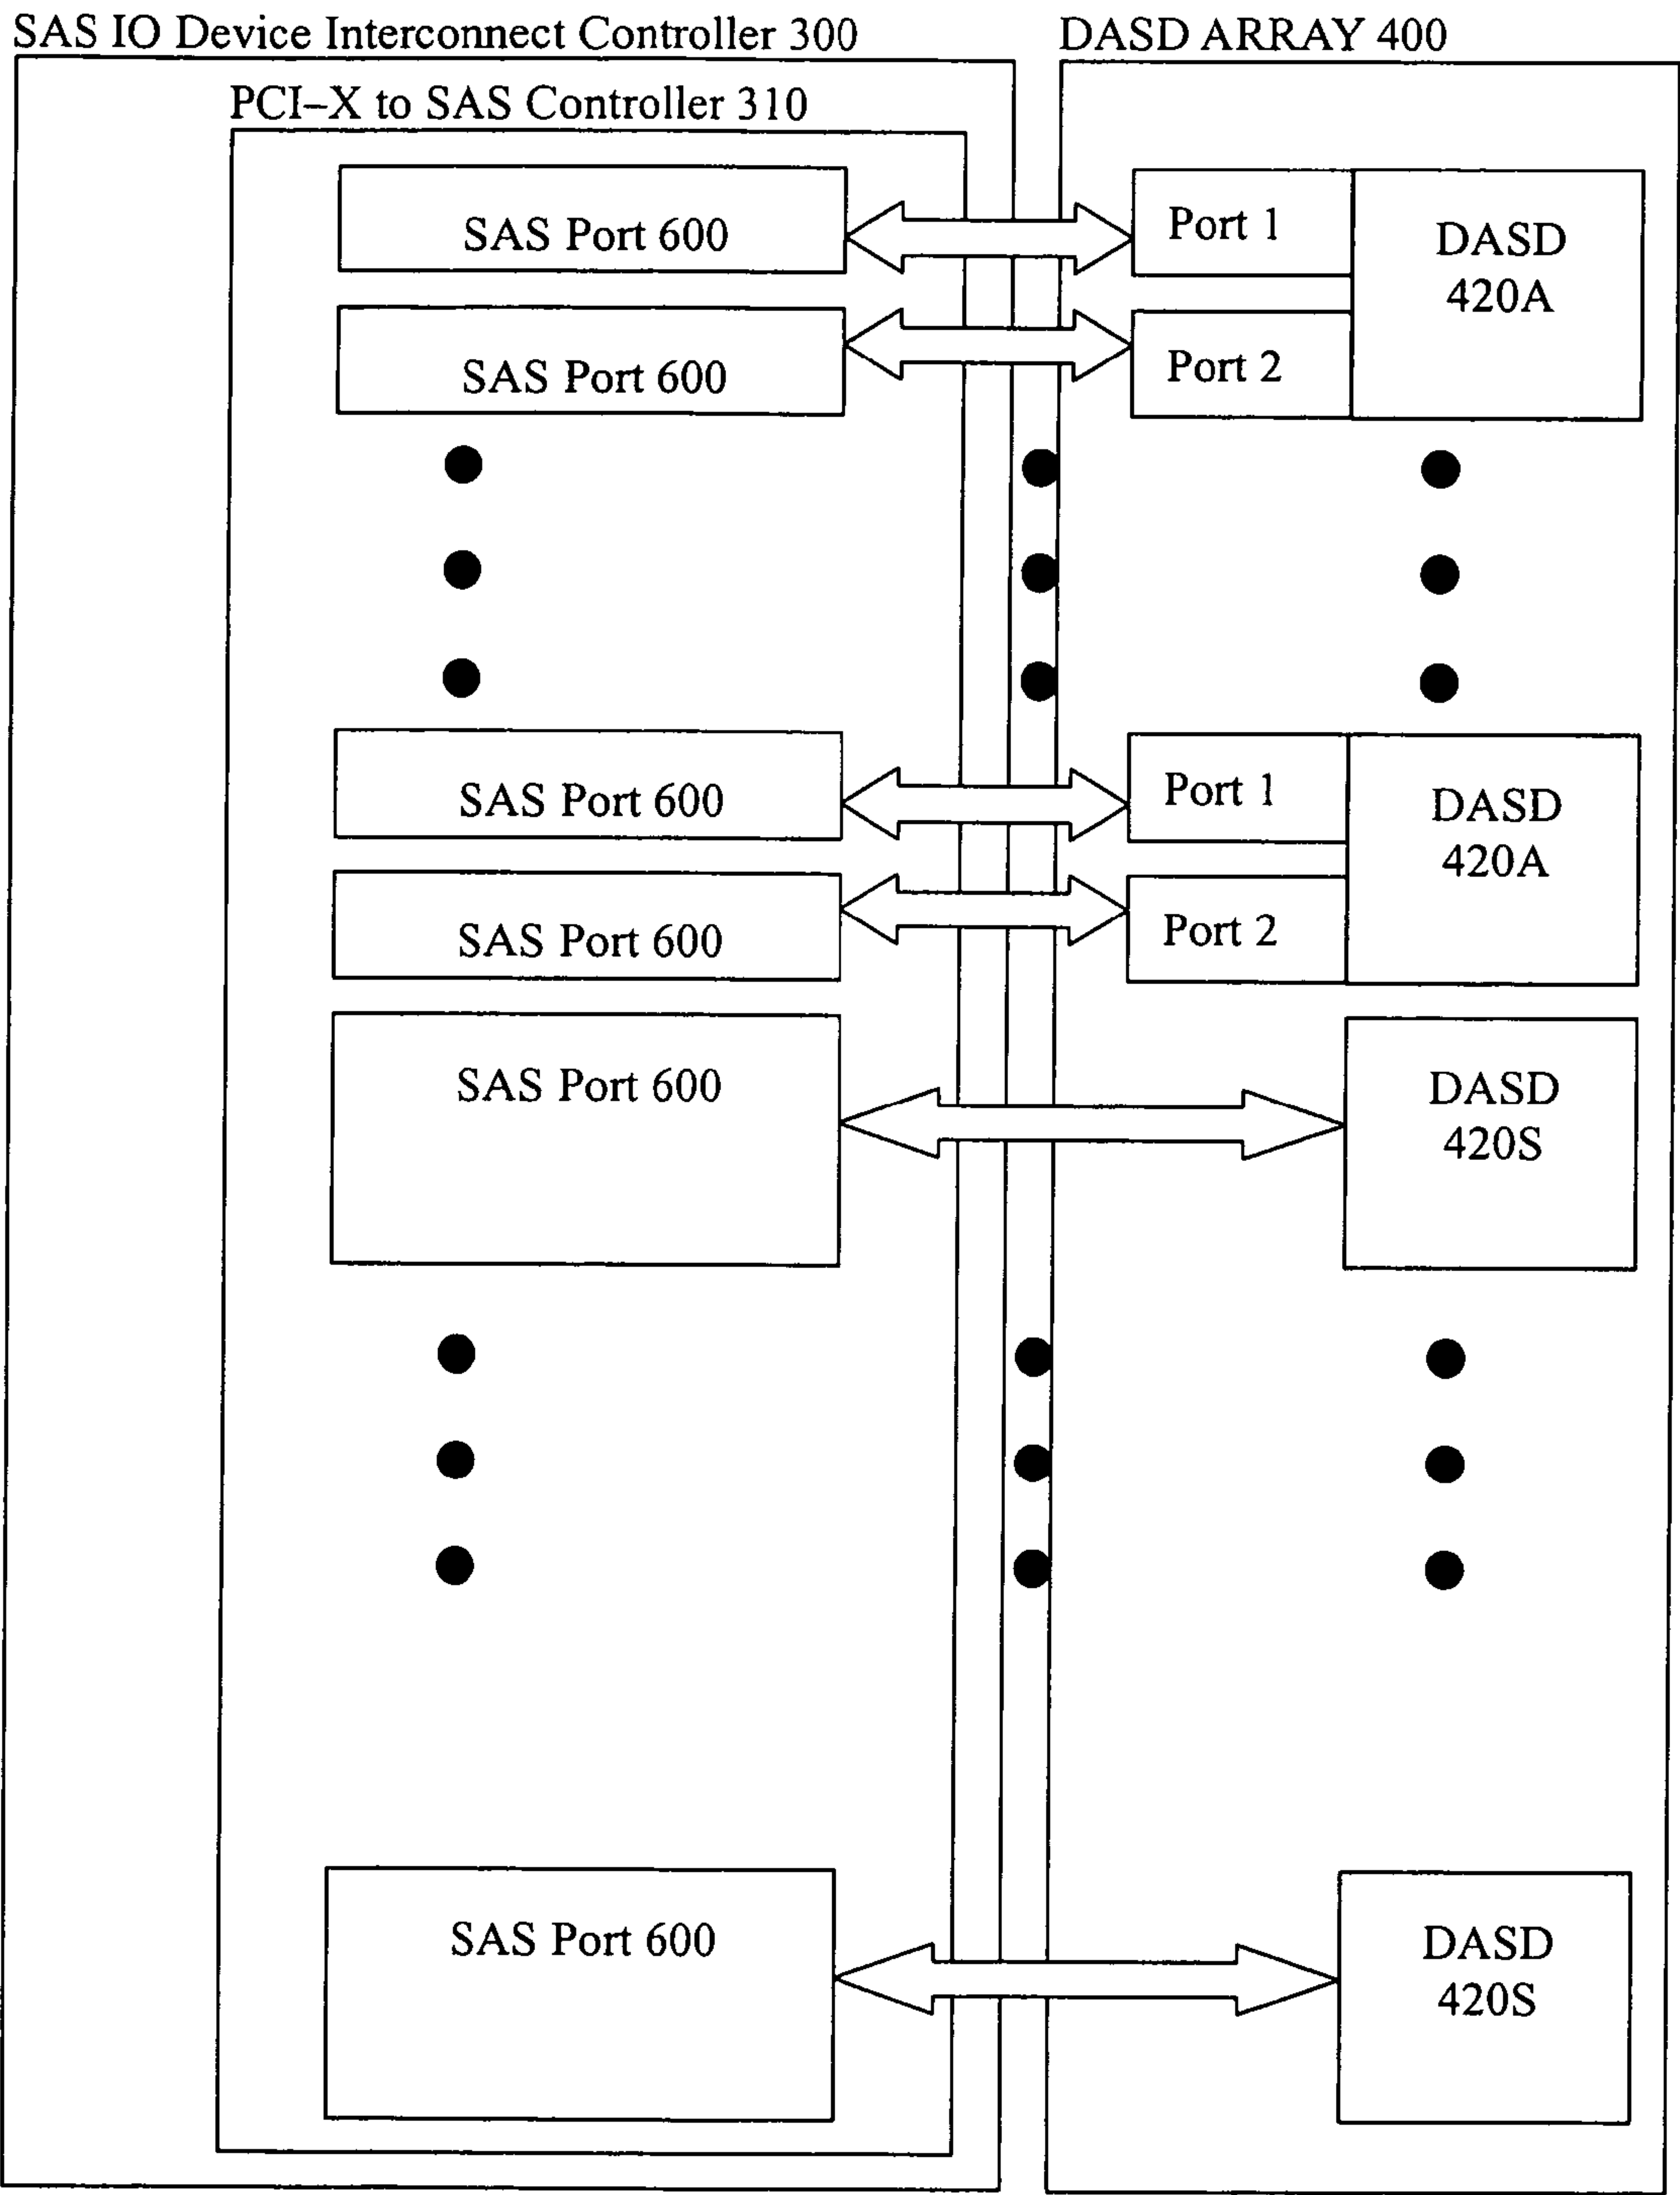 SAS IO Device Interconnect Controller 300
DASD ARRAY 400
PCI–X to SAS Controller 310
SAS Port 600
Port 1
DASD
420A
SAS Port 600
Port 2
SAS Port 600
Port 1
DASD
420A
SAS Port 600
Port 2
SAS Port 600
DASD
420S
SAS Port 600
DASD
420S